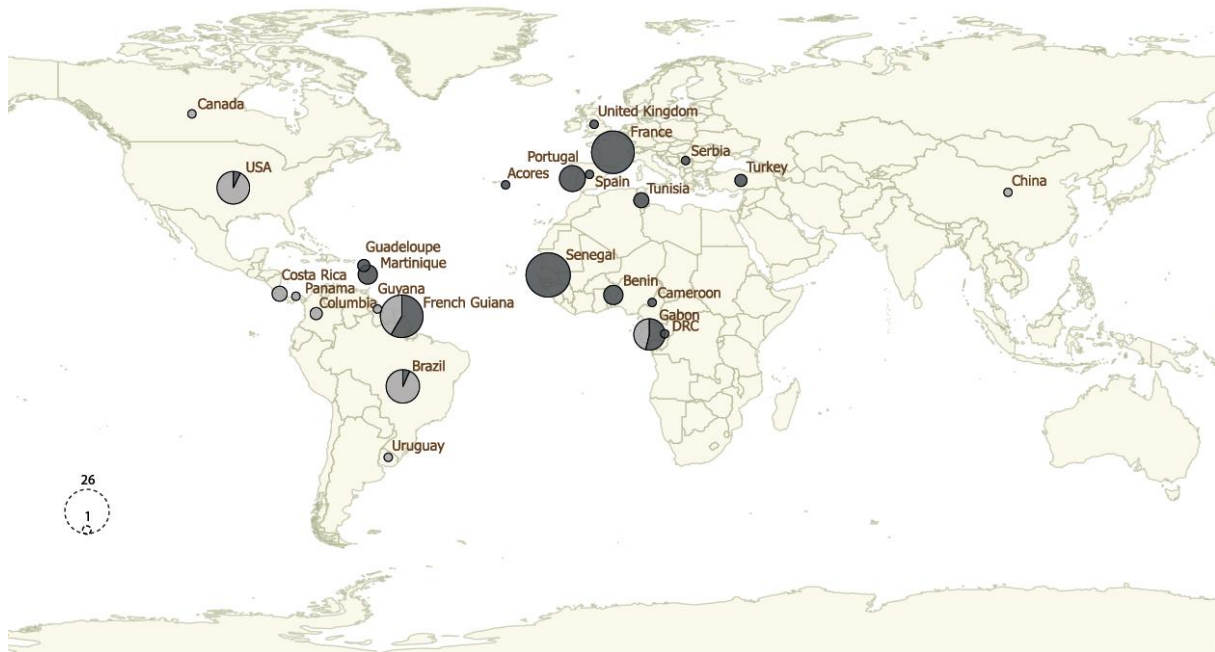 Canada
United Kingdom
France
USA
Portugal
Serbia
Acores
Spain
Turkey
Tunisia
China
Guadeloupe
Martinique
Senegal
Costa Rica
Panama
Guyana
Columbia
French Guiana
Benin
Cameroon
Gabon
DRC
Brazil
Uruguay
26
1